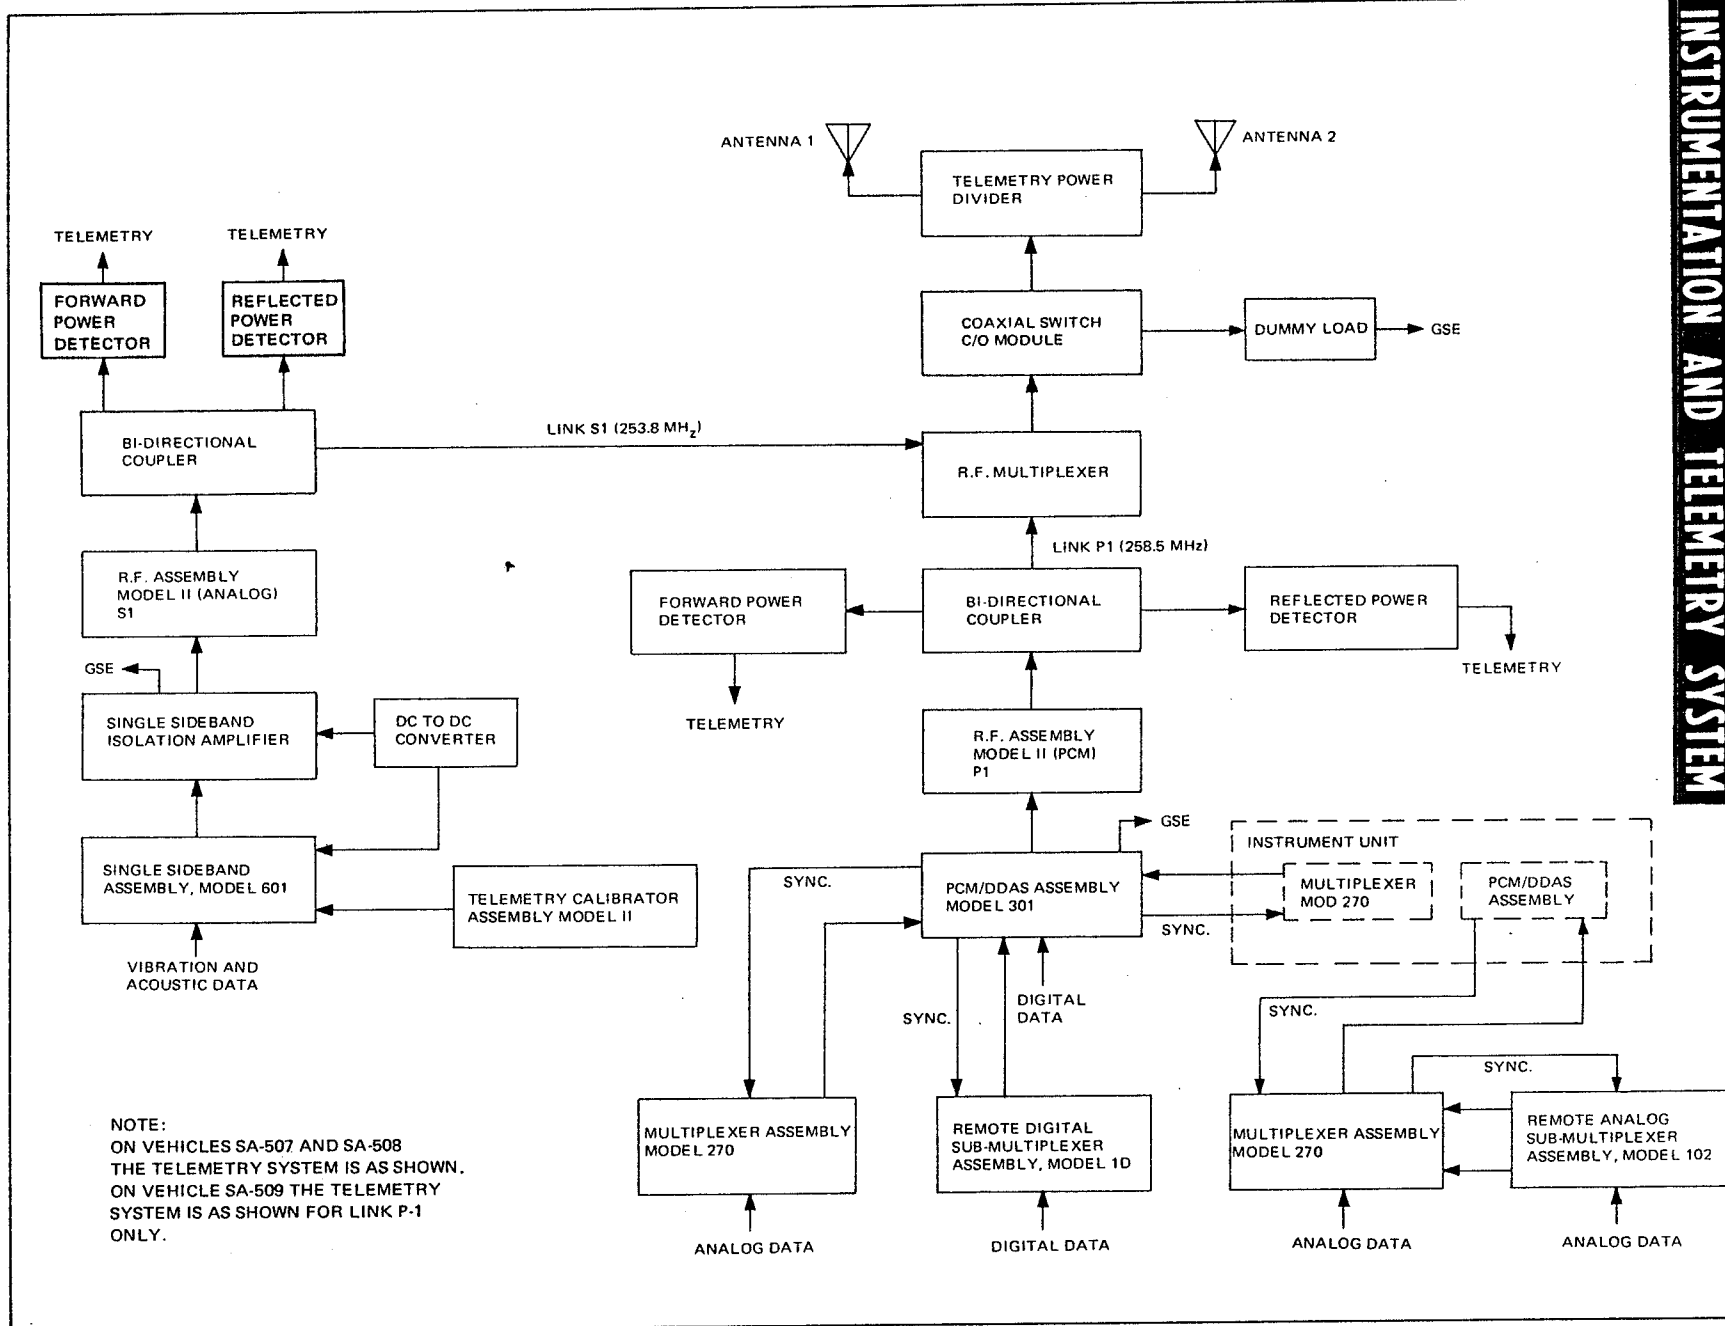 INSTRUMENTATION AND TELEMETRY SYSTEM
ANTENNA 1
ANTENNA 2
TELEMETRY POWER
DIVIDER
TELEMETRY
TELEMETRY
FORWARD
POWER
DETECTOR
REFLECTED
POWER
DETECTOR
COAXIAL SWITCH
C/O MODULE
DUMMY LOAD
GSE
BI-DIRECTIONAL
COUPLER
LINK S1 (253.8 MHz)
R.F. MULTIPLEXER
LINK P1 (258.5 MHz)
R.F. ASSEMBLY
MODEL II (ANALOG)
S1
FORWARD POWER
DETECTOR
BI-DIRECTIONAL
COUPLER
REFLECTED POWER
DETECTOR
TELEMETRY
TELEMETRY
GSE
SINGLE SIDEBAND
ISOLATION AMPLIFIER
DC TO DC
CONVERTER
R.F. ASSEMBLY
MODEL II (PCM)
P1
GSE
SINGLE SIDEBAND
ASSEMBLY, MODEL 601
TELEMETRY CALIBRATOR
ASSEMBLY MODEL II
VIBRATION AND
ACOUSTIC DATA
SYNC.
PCM/DDAS ASSEMBLY
MODEL 301
SYNC.
INSTRUMENT UNIT
MULTIPLEXER
MOD 270
PCM/DDAS
ASSEMBLY
SYNC.
DIGITAL
DATA
SYNC.
SYNC.
MULTIPLEXER ASSEMBLY
MODEL 270
REMOTE DIGITAL
SUB-MULTIPLEXER
ASSEMBLY, MODEL 1D
MULTIPLEXER ASSEMBLY
MODEL 270
REMOTE ANALOG
SUB-MULTIPLEXER
ASSEMBLY, MODEL 102
ANALOG DATA
DIGITAL DATA
ANALOG DATA
ANALOG DATA
NOTE:
ON VEHICLES SA-507 AND SA-508
THE TELEMETRY SYSTEM IS AS SHOWN.
ON VEHICLE SA-509 THE TELEMETRY
SYSTEM IS AS SHOWN FOR LINK P-1
ONLY.